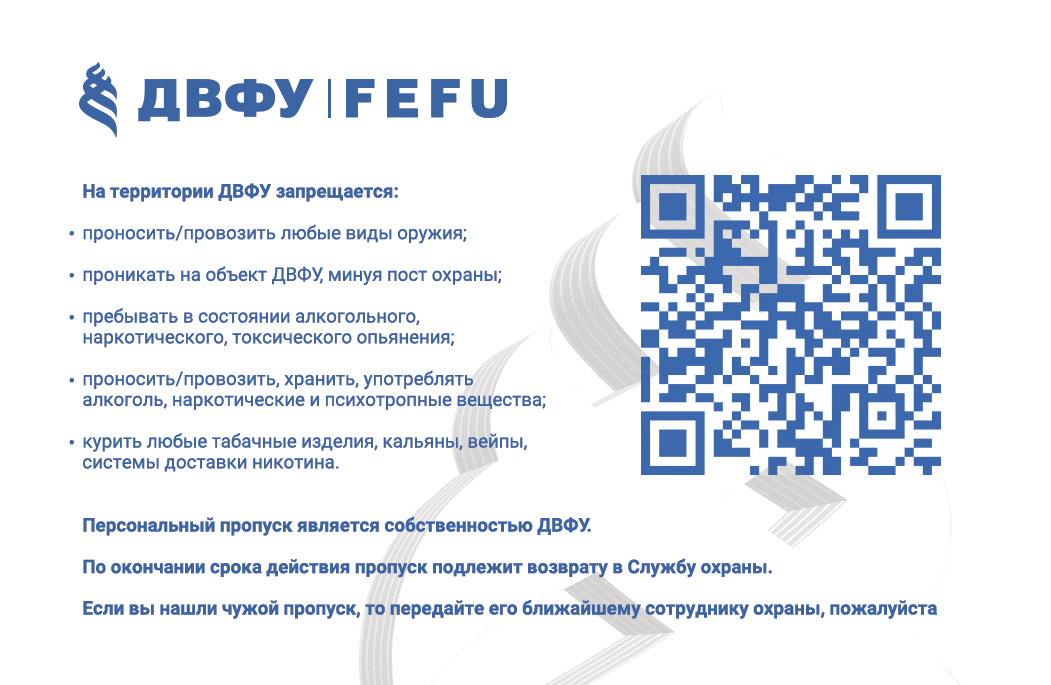 ДВФУ | FEFU
На территории ДВФУ запрещается:
• проносить/провозить любые виды оружия;
• проникать на объект ДВФУ, минуя пост охраны;
• пребывать в состоянии алкогольного,
наркотического, токсического опьянения;
• проносить/провозить, хранить, употреблять
алкоголь, наркотические и психотропные вещества;
• курить любые табачные изделия, кальяны, вейпы,
системы доставки никотина.
Персональный пропуск является собственностью ДВФУ.
По окончании срока действия пропуск подлежит возврату в Службу охраны.
Если вы нашли чужой пропуск, то передайте его ближайшему сотруднику охраны, пожалуйста